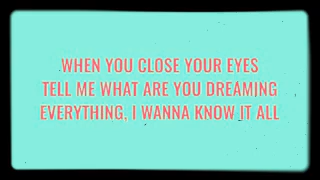 WHEN YOU CLOSE YOUR EYES
TELL ME WHAT ARE YOU DREAMING
EVERYTHING, I WANNA KNOW IT ALL